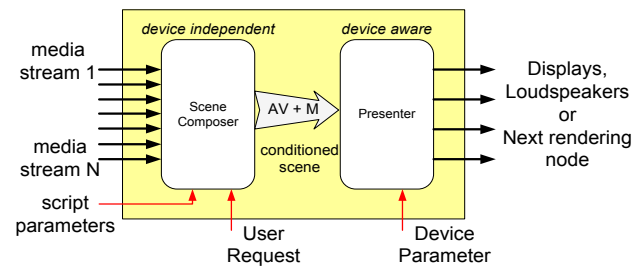 device independent
device aware
media
stream 1
Scene
Composer
AV + M
Presenter
conditioned
scene
Displays,
Loudspeakers
or
Next rendering
node
media
stream N
script
parameters
User
Request
Device
Parameter